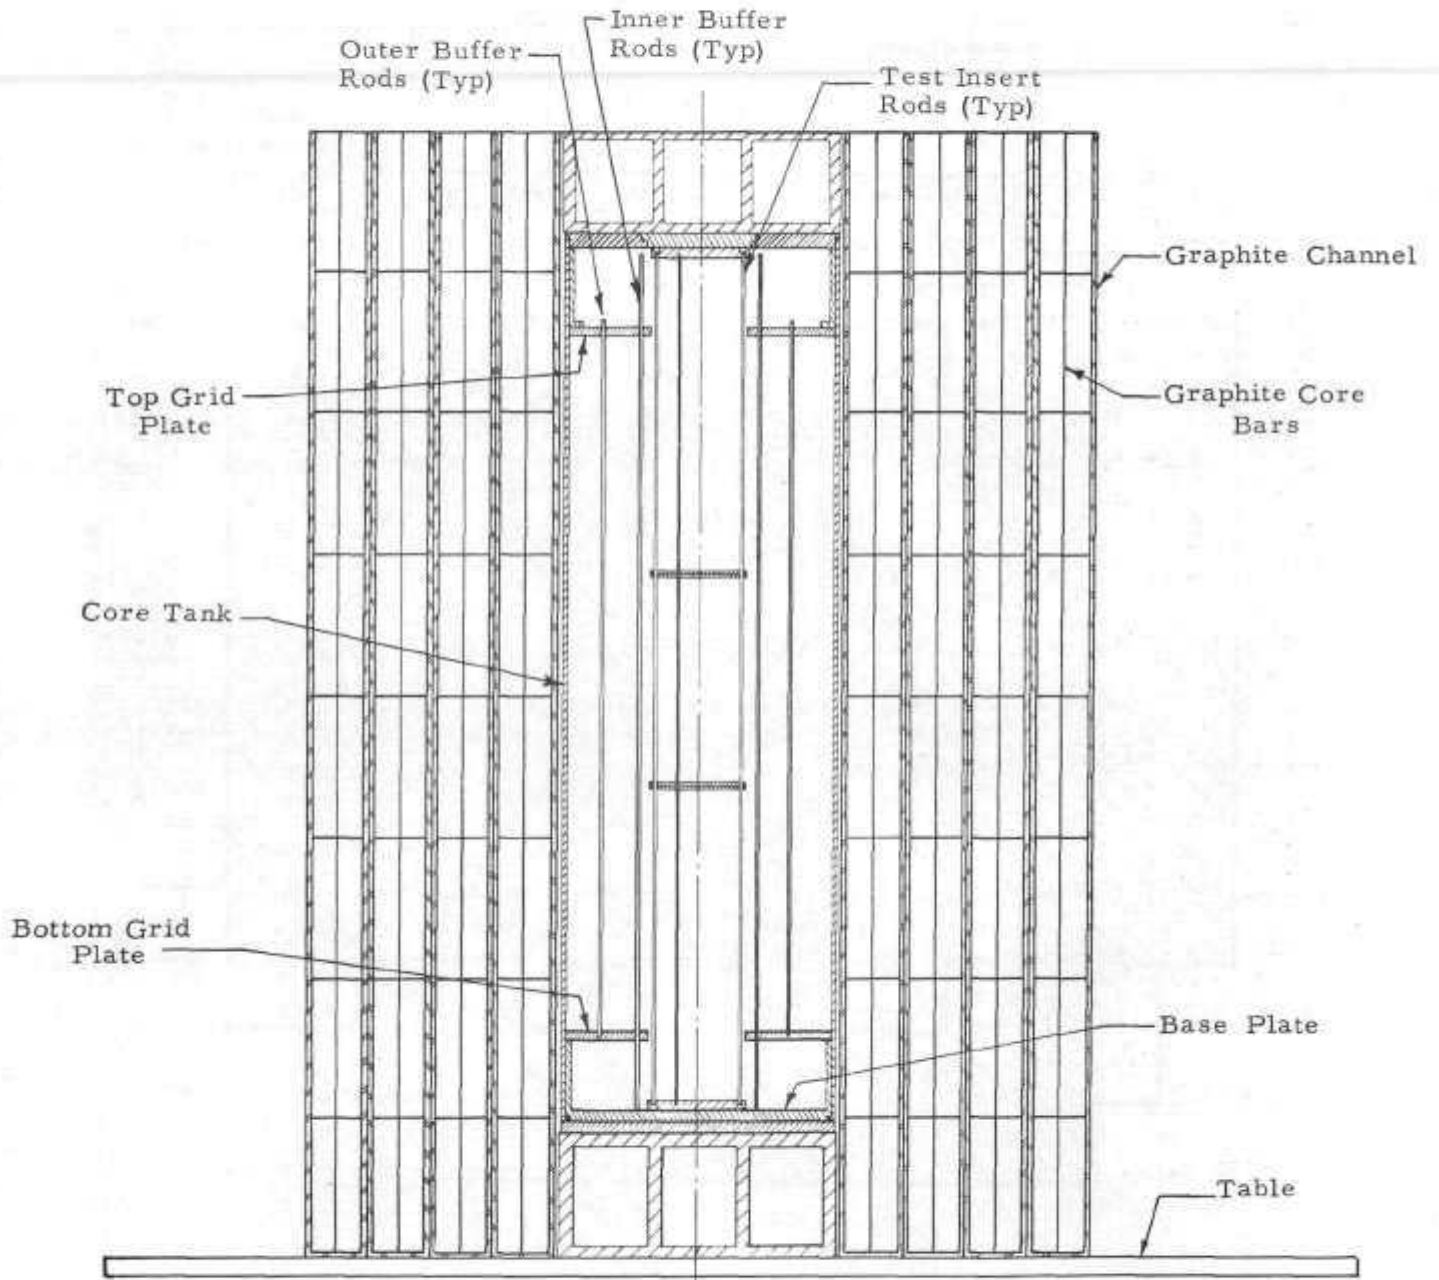 Inner Buffer
Rods (Typ)
Outer Buffer
Rods (Typ)
Test Insert
Rods (Typ)
Graphite Channel
Top Grid
Plate
Graphite Core
Bars
Core Tank
Bottom Grid
Plate
Base Plate
Table